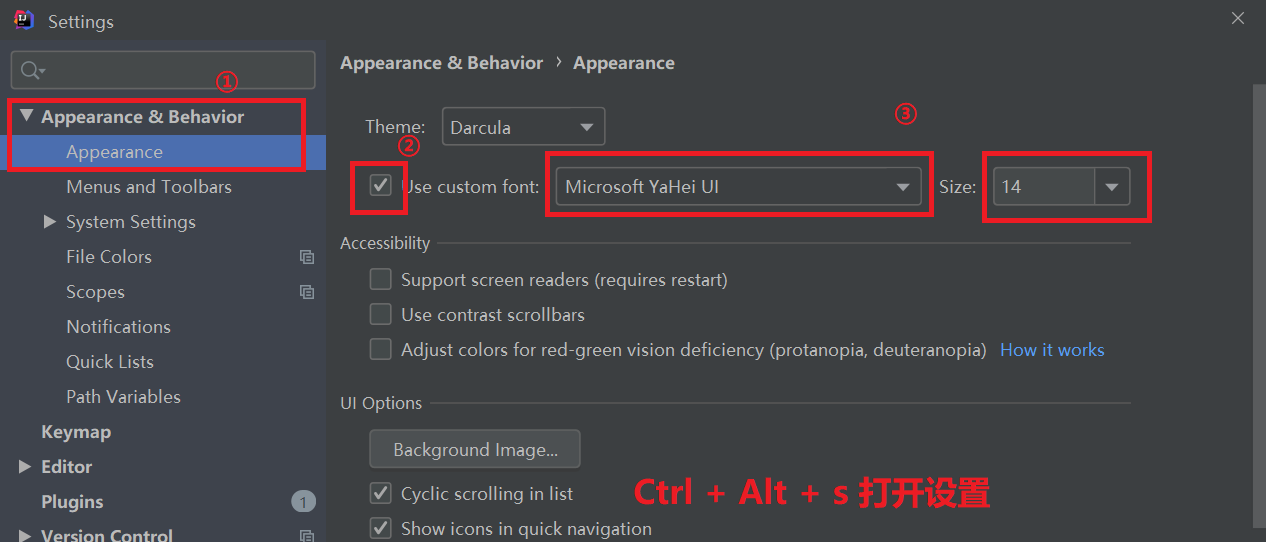 Settings
①
Appearance & Behavior
Appearance
Menus and Toolbars
System Settings
File Colors
Scopes
Notifications
Quick Lists
Path Variables
Keymap
Editor
Plugins 1
Version Control
Appearance & Behavior › Appearance
Theme: Darcula
②
③
Use custom font: Microsoft YaHei UI Size: 14
Accessibility
Support screen readers (requires restart)
Use contrast scrollbars
Adjust colors for red-green vision deficiency (protanopia, deuteranopia) How it works
UI Options
Background Image...
Cyclic scrolling in list
Show icons in quick navigation
Ctrl + Alt + s 打开设置